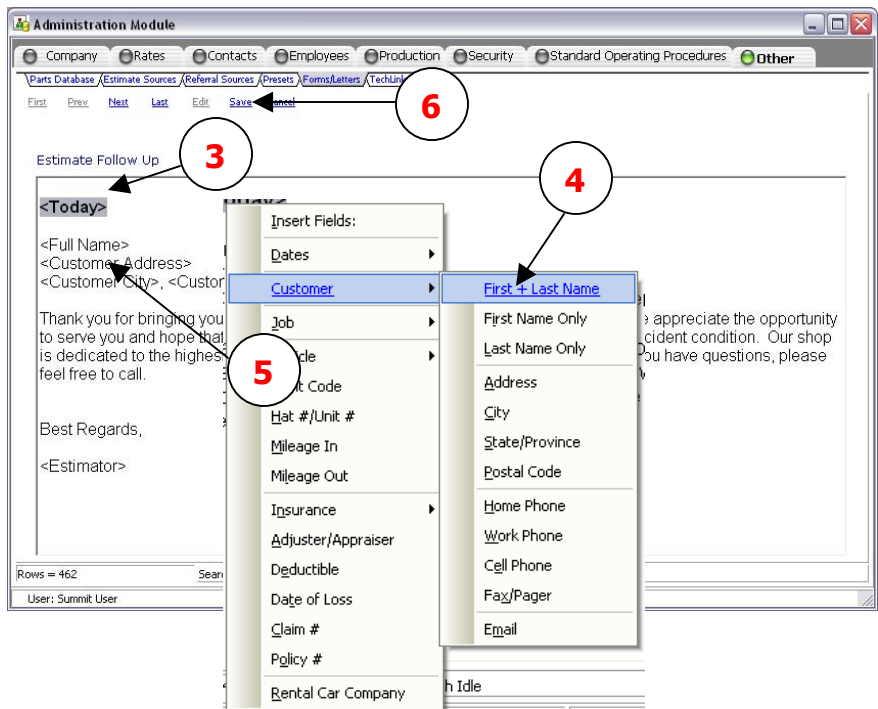 Administration Module
Company Rates Contacts Employees Production Security Standard Operating Procedures Other
Parts Database Estimate Sources Referral Sources Presets Forms/Letters
First Prev Next Last Edit Save Cancel
6
Estimate Follow Up
3
4
<Today>
<Full Name>
<Customer Address>
<Customer City>,
Thank you for bringing you
e appreciate the opportunity
to serve you and hope that
cident condition. Our shop
is dedicated to the highes
ou have questions, please
feel free to call.
5
Best Regards,
<Estimator>
Insert Fields:
Dates
Customer
Job
Hat #/Unit #
Mileage In
Mileage Out
Insurance
Adjuster/Appraiser
Deductible
Date of Loss
Claim #
Policy #
Rental Car Company
First + Last Name
First Name Only
Last Name Only
Address
City
State/Province
Postal Code
Home Phone
Work Phone
Cell Phone
Fax/Pager
Email
Rows = 462
User: Summit User
h Idle